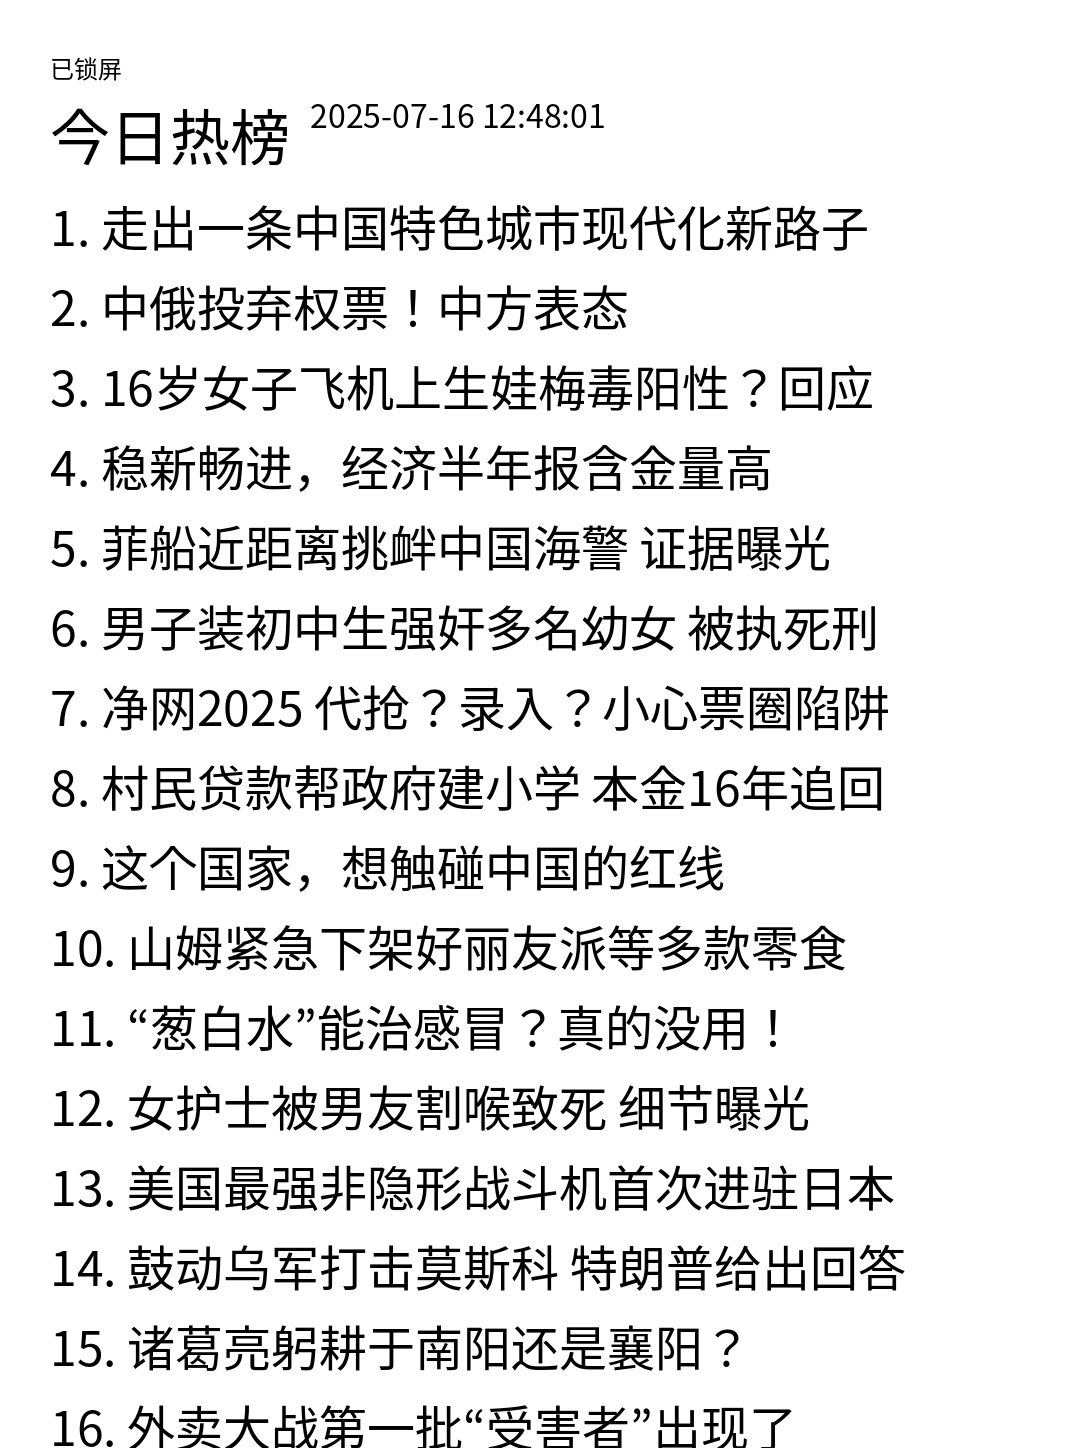 已锁屏
今日热榜 2025-07-16 12:48:01
1. 走出一条中国特色城市现代化新路子
2. 中俄投弃权票！中方表态
3. 16岁女子飞机上生娃梅毒阳性？回应
4. 稳新畅进，经济半年报含金量高
5. 菲船近距离挑衅中国海警 证据曝光
6. 男子装初中生强奸多名幼女 被执死刑
7. 净网2025 代抢？录入？小心票圈陷阱
8. 村民贷款帮政府建小学 本金16年追回
9. 这个国家，想触碰中国的红线
10. 山姆紧急下架好丽友派等多款零食
11. “葱白水”能治感冒？真的没用！
12. 女护士被男友割喉致死 细节曝光
13. 美国最强非隐形战斗机首次进驻日本
14. 鼓动乌军打击莫斯科 特朗普给出回答
15. 诸葛亮躬耕于南阳还是襄阳？
16. 外卖大战第一批“受害者”出现了